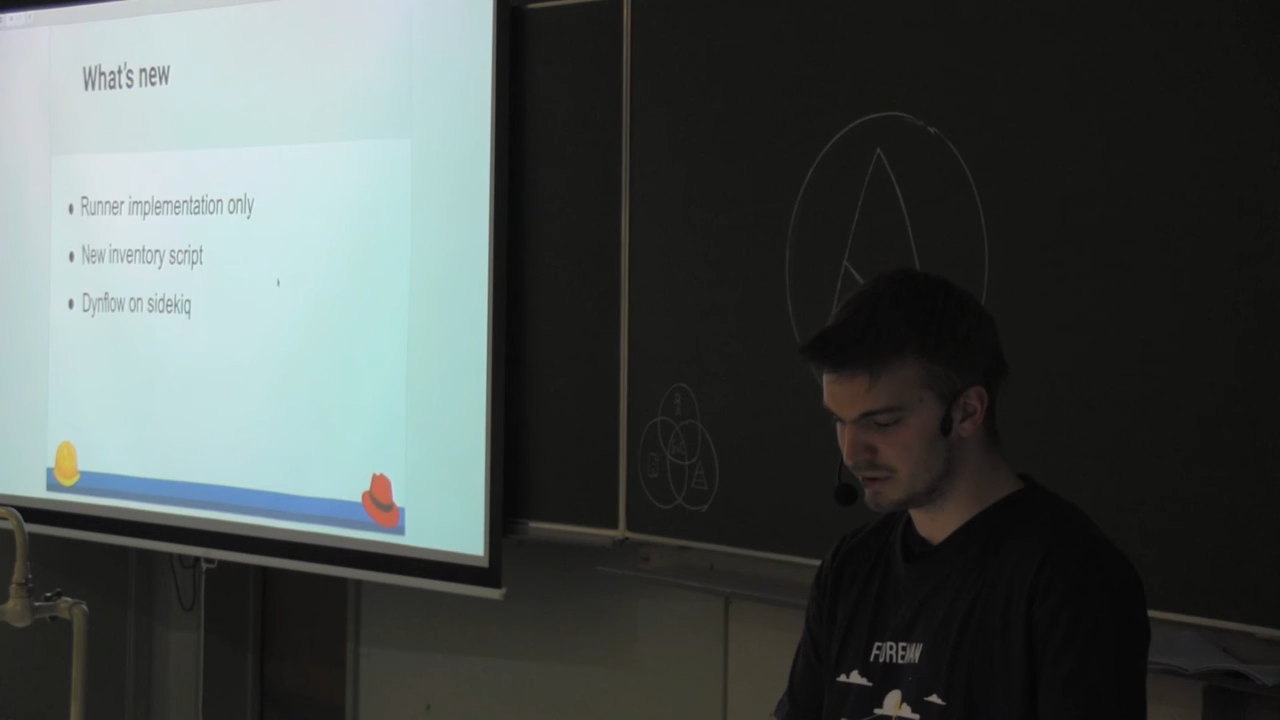 What's new
• Runner implementation only
• New inventory script
• Dynflow on sidekiq
A
FOREMAN